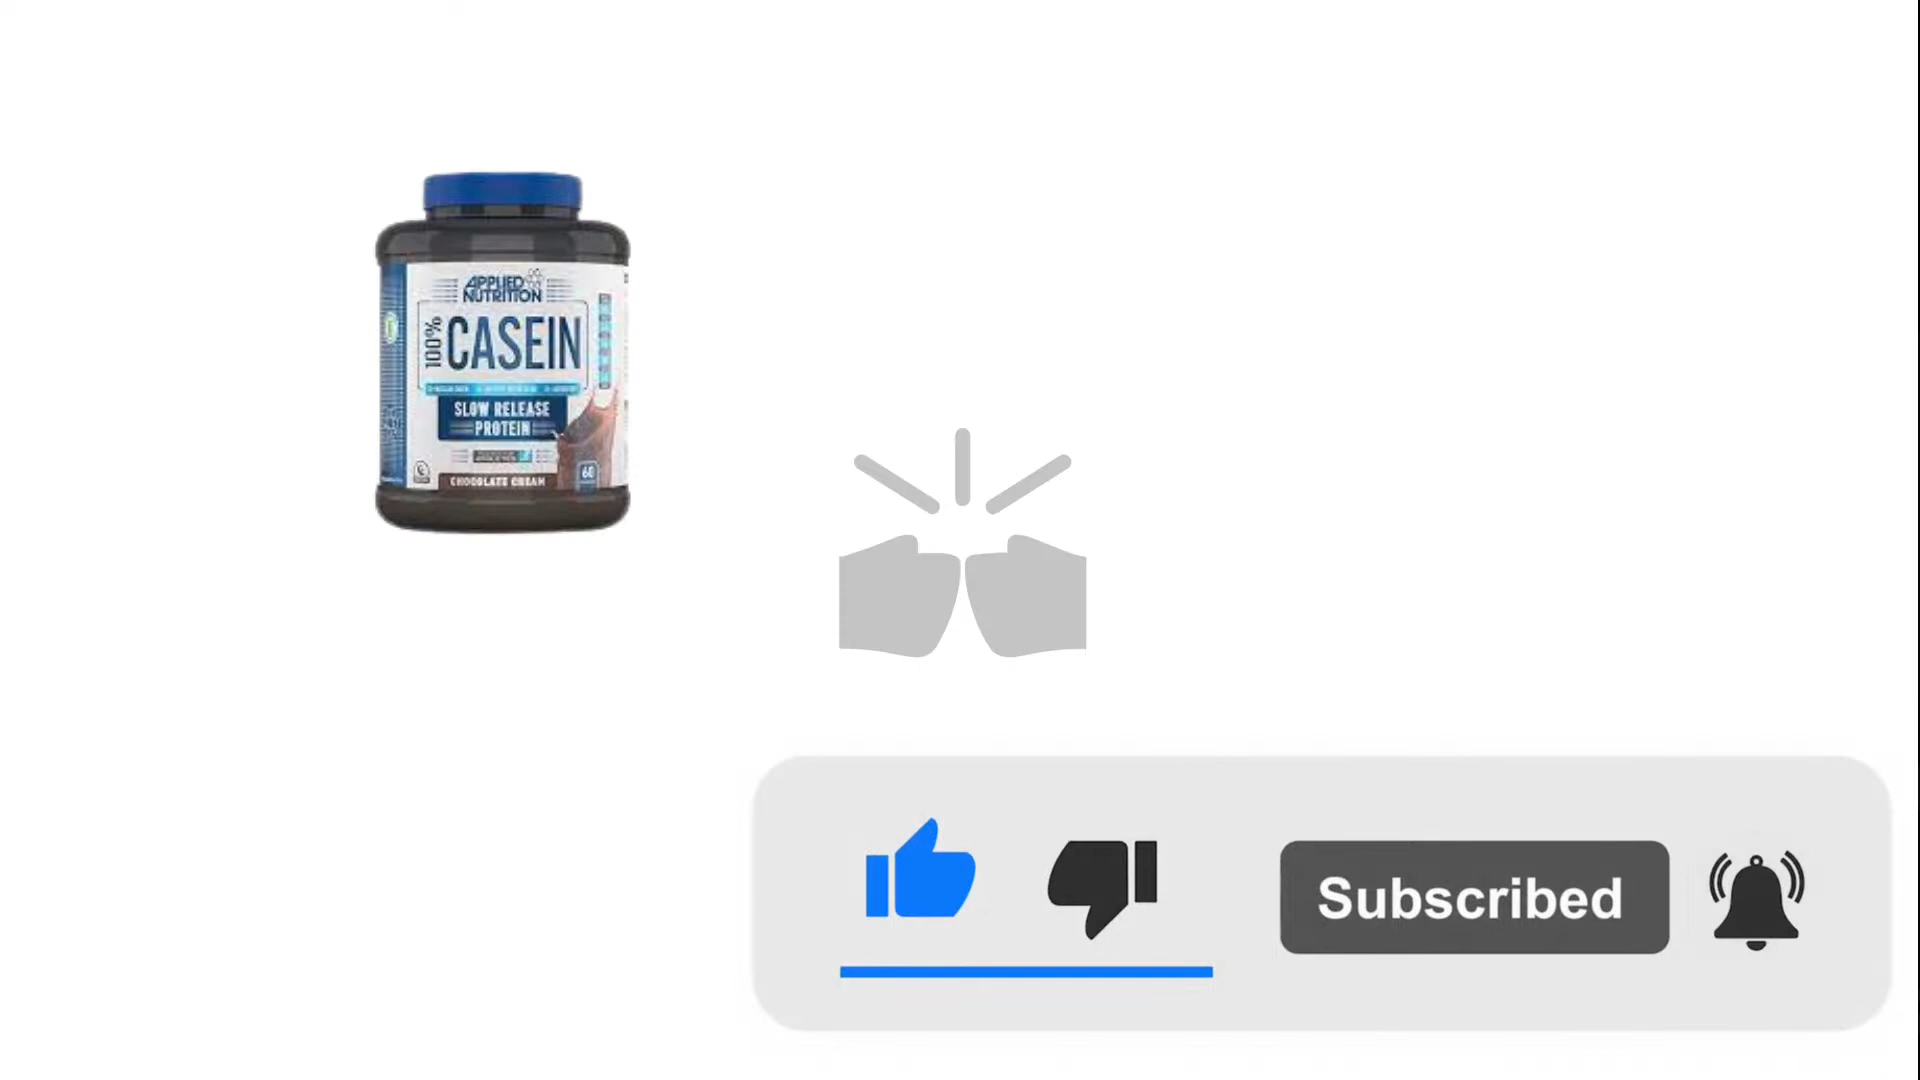 APPLIED
NUTRITION
100% CASEIN
SLOW RELEASE
PROTEIN
CHOCOLATE CREAM
60
Subscribed